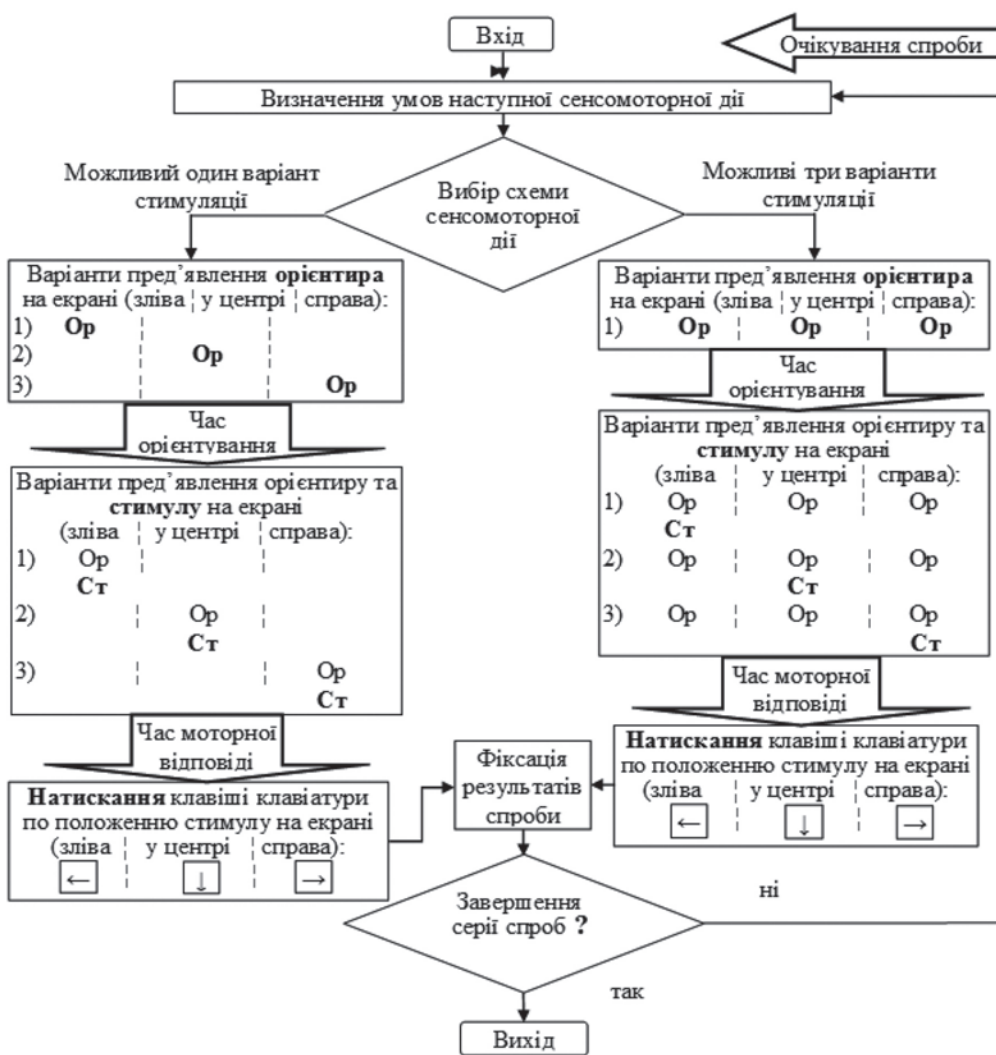 Вхід
Очікування спроби
Визначення умов наступної сенсомоторної дії
Вибір схеми
сенсомоторної
дії
Можливий один варіант
стимуляції
Можливі три варіанти
стимуляції
Варіанти пред’явлення орієнтира
на екрані (зліва ¦ у центрі ¦ справа):
1) Ор
2) Ор
3) Ор
Час
орієнтування
Варіанти пред’явлення орієнтиру та
стимулу на екрані
(зліва ¦ у центрі ¦ справа):
1) Ор
Ст
2) Ор
Ст
3) Ор
Ст
Час моторної
відповіді
Натискання клавіші клавіатури
по положенню стимулу на екрані
(зліва ¦ у центрі ¦ справа):
← ↓ →
Варіанти пред’явлення орієнтира
на екрані (зліва ¦ у центрі ¦ справа):
1) Ор Ор Ор
Час
орієнтування
Варіанти пред’явлення орієнтиру та
стимулу на екрані
(зліва ¦ у центрі ¦ справа):
1) Ор Ор Ор
Ст
2) Ор Ор Ор
Ст
3) Ор Ор Ор
Ст
Час моторної
відповіді
Натискання клавіші клавіатури
по положенню стимулу на екрані
(зліва ¦ у центрі ¦ справа):
← ↓ →
Фіксація
результатів
спроби
Завершення
серії спроб ?
ні
так
Вихід